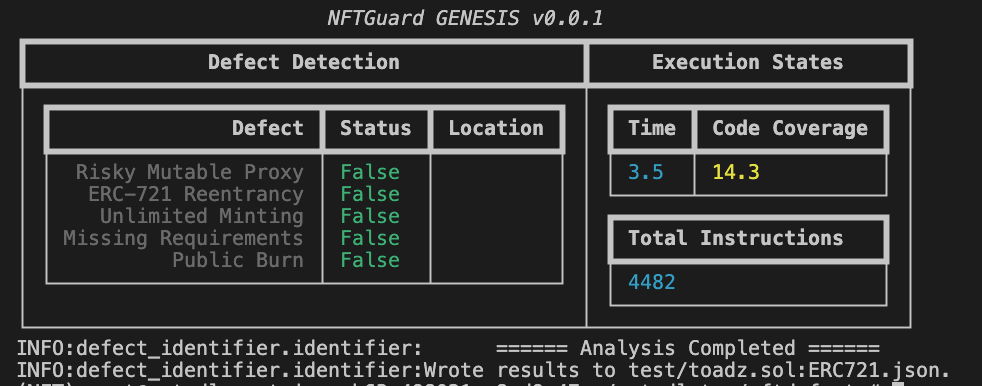 NFTGuard GENESIS v0.0.1
Defect Detection Execution States
Defect Status Location Time Code Coverage
Risky Mutable Proxy False 3.5 14.3
ERC-721 Reentrancy False
Unlimited Minting False
Missing Requirements False Total Instructions
Public Burn False
4482
INFO:defect_identifier.identifier: ====== Analysis Completed ======
INFO:defect_identifier.identifier:Wrote results to test/toadz.sol:ERC721.json.